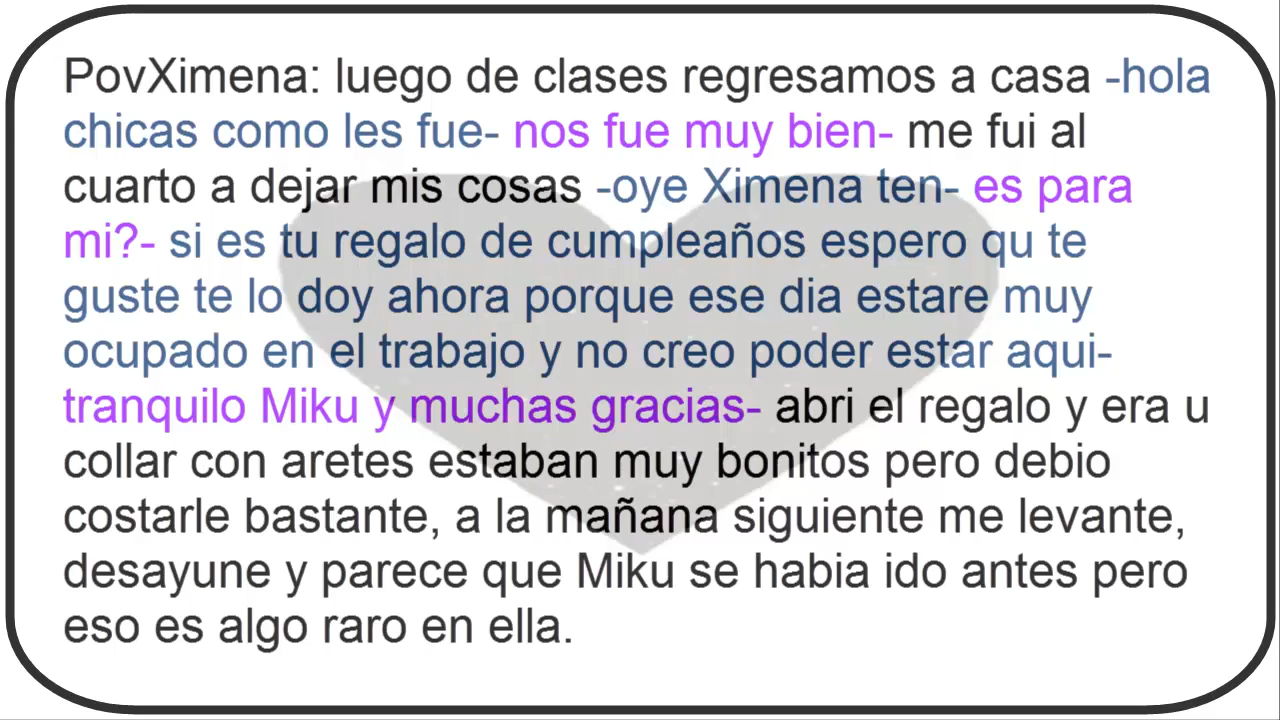 PovXimena: luego de clases regresamos a casa -hola
chicas como les fue- nos fue muy bien- me fui al
cuarto a dejar mis cosas -oye Ximena ten- es para
mi?- si es tu regalo de cumpleaños espero qu te
guste te lo doy ahora porque ese dia estare muy
ocupado en el trabajo y no creo poder estar aqui-
tranquilo Miku y muchas gracias- abri el regalo y era u
collar con aretes estaban muy bonitos pero debio
costarle bastante, a la mañana siguiente me levante,
desayune y parece que Miku se habia ido antes pero
eso es algo raro en ella.